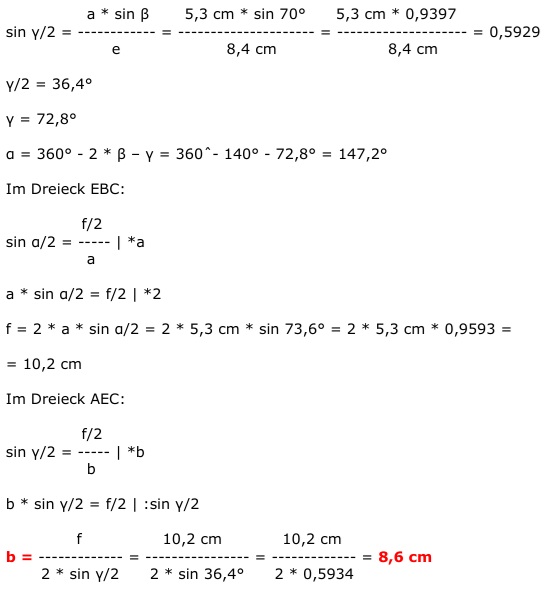 a * sin β 5,3 cm * sin 70° 5,3 cm * 0,9397
sin γ/2 = ------------ = --------------------- = -------------------- = 0,5929
e 8,4 cm 8,4 cm
γ/2 = 36,4°
γ = 72,8°
α = 360° - 2 * β – γ = 360ˆ- 140° - 72,8° = 147,2°
Im Dreieck EBC:
f/2
sin α/2 = ----- | *a
a
a * sin α/2 = f/2 | *2
f = 2 * a * sin α/2 = 2 * 5,3 cm * sin 73,6° = 2 * 5,3 cm * 0,9593 =
= 10,2 cm
Im Dreieck AEC:
f/2
sin γ/2 = ----- | *b
b
b * sin γ/2 = f/2 | :sin γ/2
f 10,2 cm 10,2 cm
b = ------------- = ---------------- = ------------- = 8,6 cm
2 * sin γ/2 2 * sin 36,4° 2 * 0,5934